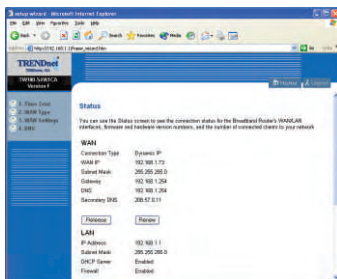 setup wizard - Microsoft Internet Explorer
File Edit View Favorites Tools Help
Back Search Favorites Media
TRENDnet
TW100-S4W1CA
Home
1. Time Zone
2. WAN Type
3. WAN Settings
4. END
Status
You can see the Status screen to see the connection status for the Broadband Router's WAN/LAN
interfaces, firmware and hardware version numbers, and the number of connected clients to your network
WAN
Connection Type Dynamic IP
WAN IP 192.168.1.73
Subnet Mask 255.255.255.0
Gateway 192.168.1.254
DNS 192.168.1.254
Secondary DNS 206.57.0.11
Release Renew
LAN
IP Address 192.168.1.1
Subnet Mask 255.255.255.0
DHCP Server Enabled
Firewall Enabled